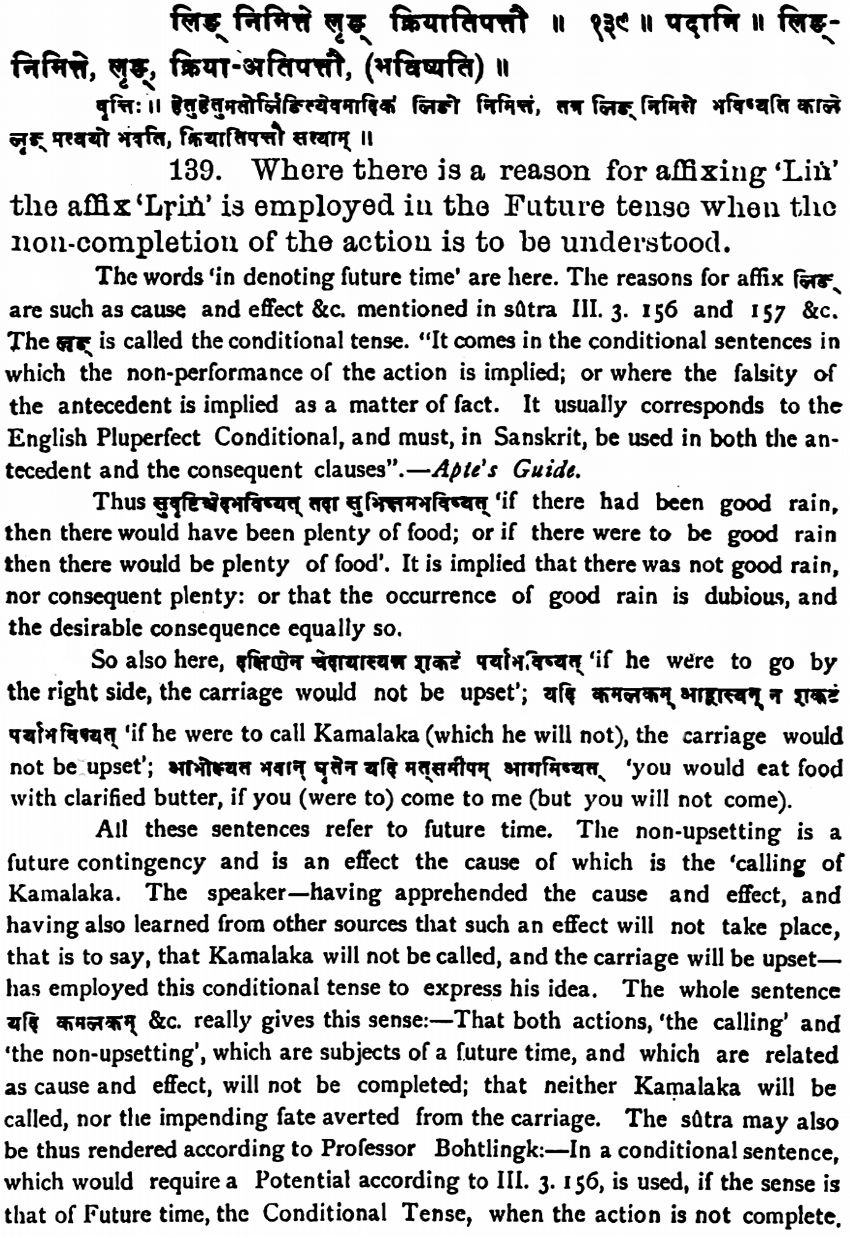 लिङ् निमित्ते लृङ् क्रियातिपत्तौ ॥ १३९ ॥ पदानि ॥ लिङ्-
निमित्ते, लृङ्, क्रिया-अतिपत्तौ, (भविष्यति) ॥
वृत्तिः ॥ हेतुहेतुमतोर्लिङित्येवमादिकं लिङो निमित्तं, तत्र लिङ् निमित्ते भविष्यति काले
लृङ् प्रत्ययो भवति, क्रियातिपत्तौ सत्याम् ॥
139. Where there is a reason for affixing 'Liṅ'
the affix 'Lṛiṅ' is employed in the Future tense when the
non-completion of the action is to be understood.
The words 'in denoting future time' are here. The reasons for affix लिङ्
are such as cause and effect &c. mentioned in sûtra III. 3. 156 and 157 &c.
The लृङ् is called the conditional tense. "It comes in the conditional sentences in
which the non-performance of the action is implied; or where the falsity of
the antecedent is implied as a matter of fact. It usually corresponds to the
English Pluperfect Conditional, and must, in Sanskrit, be used in both the an-
tecedent and the consequent clauses".—Apte's Guide.
Thus सुवृष्टिश्चेदभविष्यत् तदा सुभिक्षमभविष्यत् 'if there had been good rain,
then there would have been plenty of food; or if there were to be good rain
then there would be plenty of food'. It is implied that there was not good rain,
nor consequent plenty: or that the occurrence of good rain is dubious, and
the desirable consequence equally so.
So also here, दक्षिणेन चेदायास्यन्न शकटं पर्याभविष्यत् 'if he were to go by
the right side, the carriage would not be upset'; यदि कमलकम् आह्वास्यन् न शकटं
पर्याभविष्यत् 'if he were to call Kamalaka (which he will not), the carriage would
not be upset'; अभोक्ष्यत भवान् घृतेन यदि मत्समीपम् आगमिष्यत् 'you would eat food
with clarified butter, if you (were to) come to me (but you will not come).
All these sentences refer to future time. The non-upsetting is a
future contingency and is an effect the cause of which is the 'calling of
Kamalaka. The speaker—having apprehended the cause and effect, and
having also learned from other sources that such an effect will not take place,
that is to say, that Kamalaka will not be called, and the carriage will be upset—
has employed this conditional tense to express his idea. The whole sentence
यदि कमलकम् &c. really gives this sense:—That both actions, 'the calling' and
'the non-upsetting', which are subjects of a future time, and which are related
as cause and effect, will not be completed; that neither Kamalaka will be
called, nor the impending fate averted from the carriage. The sûtra may also
be thus rendered according to Professor Bohtlingk:—In a conditional sentence,
which would require a Potential according to III. 3. 156, is used, if the sense is
that of Future time, the Conditional Tense, when the action is not complete.